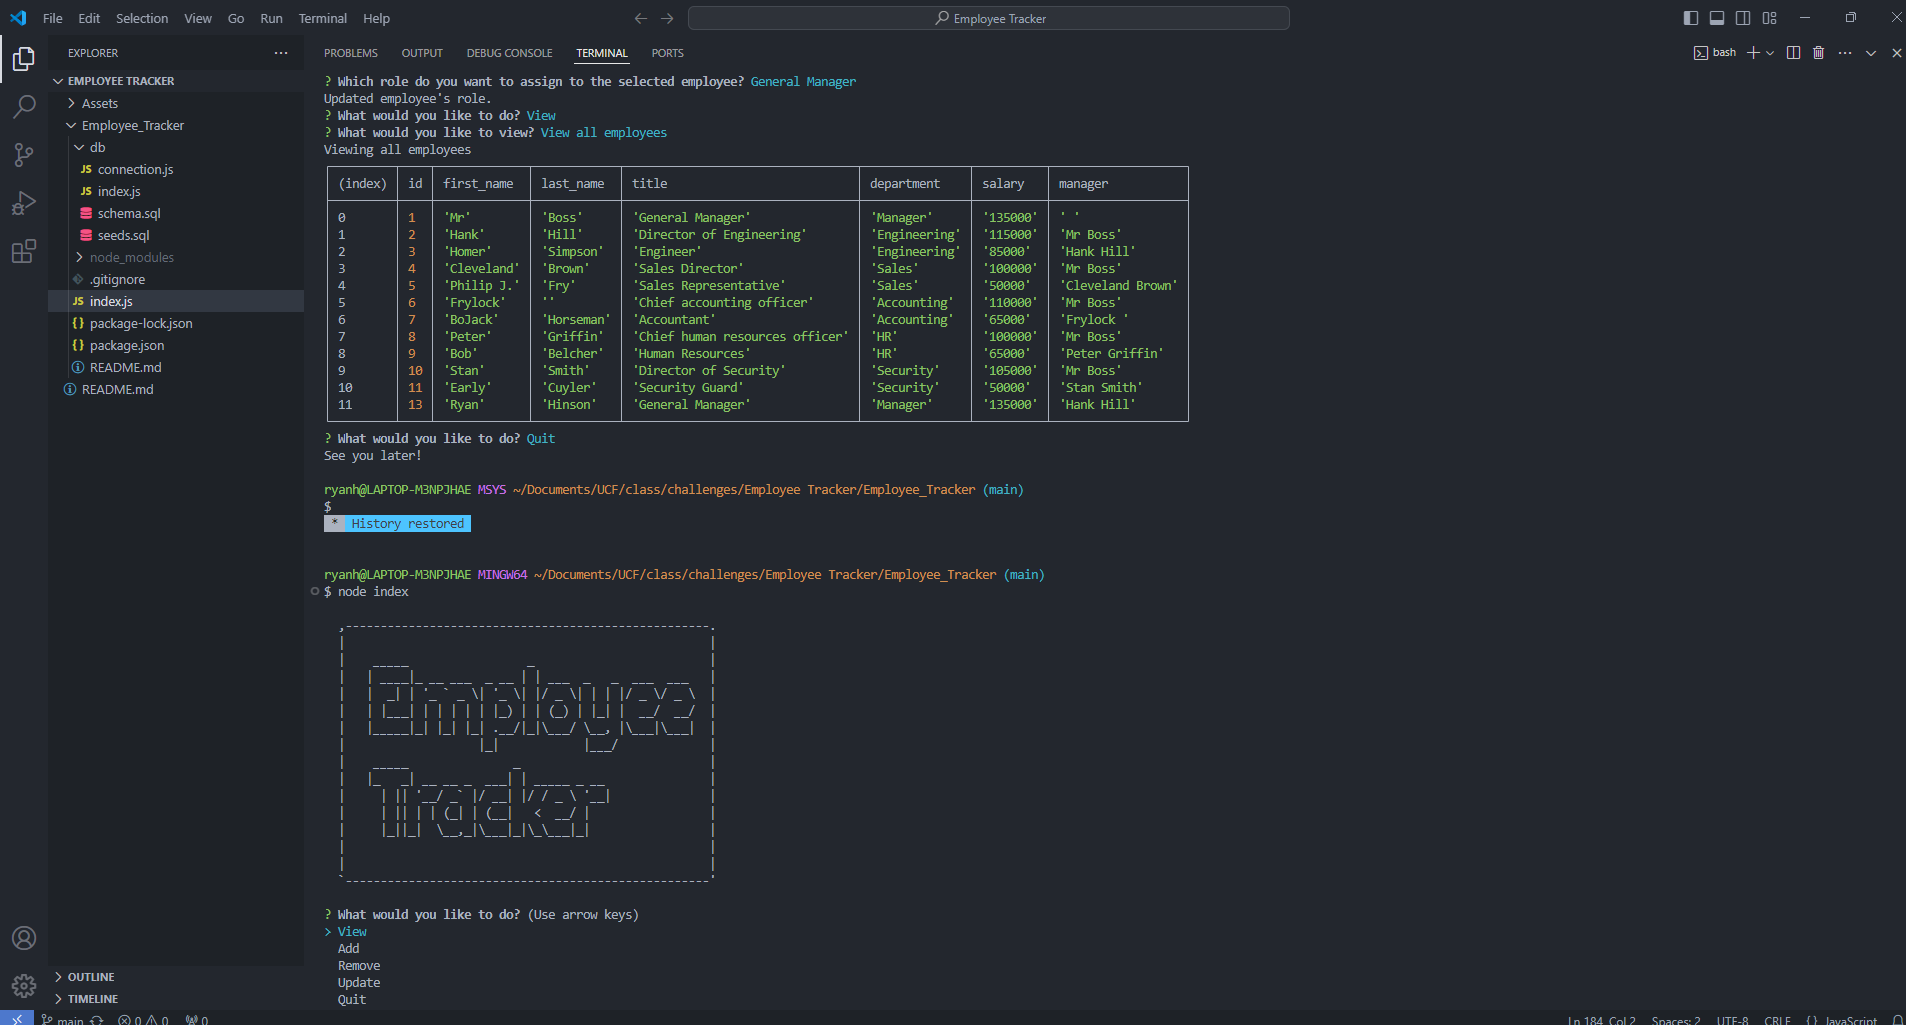 File Edit Selection View Go Run Terminal Help
Employee Tracker
EXPLORER
PROBLEMS OUTPUT DEBUG CONSOLE TERMINAL PORTS
bash
EMPLOYEE TRACKER
Assets
Employee_Tracker
db
JS connection.js
JS index.js
schema.sql
seeds.sql
node_modules
.gitignore
JS index.js
{} package-lock.json
{} package.json
README.md
README.md
OUTLINE
TIMELINE
? Which role do you want to assign to the selected employee? General Manager
Updated employee's role.
? What would you like to do? View
? What would you like to view? View all employees
Viewing all employees
(index) id first_name last_name title department salary manager
0 1 'Mr' 'Boss' 'General Manager' 'Manager' '135000' ' '
1 2 'Hank' 'Hill' 'Director of Engineering' 'Engineering' '115000' 'Mr Boss'
2 3 'Homer' 'Simpson' 'Engineer' 'Engineering' '85000' 'Hank Hill'
3 4 'Cleveland' 'Brown' 'Sales Director' 'Sales' '100000' 'Mr Boss'
4 5 'Philip J.' 'Fry' 'Sales Representative' 'Sales' '50000' 'Cleveland Brown'
5 6 'Frylock' '' 'Chief accounting officer' 'Accounting' '110000' 'Mr Boss'
6 7 'BoJack' 'Horseman' 'Accountant' 'Accounting' '65000' 'Frylock '
7 8 'Peter' 'Griffin' 'Chief human resources officer' 'HR' '100000' 'Mr Boss'
8 9 'Bob' 'Belcher' 'Human Resources' 'HR' '65000' 'Peter Griffin'
9 10 'Stan' 'Smith' 'Director of Security' 'Security' '105000' 'Mr Boss'
10 11 'Early' 'Cuyler' 'Security Guard' 'Security' '50000' 'Stan Smith'
11 13 'Ryan' 'Hinson' 'General Manager' 'Manager' '135000' 'Hank Hill'
? What would you like to do? Quit
See you later!
ryanh@LAPTOP-M3NPJHAE MSYS ~/Documents/UCF/class/challenges/Employee Tracker/Employee_Tracker (main)
$
* History restored
ryanh@LAPTOP-M3NPJHAE MINGW64 ~/Documents/UCF/class/challenges/Employee Tracker/Employee_Tracker (main)
$ node index
Employee
Tracker
? What would you like to do? (Use arrow keys)
> View
Add
Remove
Update
Quit
main 0 0 0
Ln 184, Col 2 Spaces: 2 UTF-8 CRLF {} JavaScript